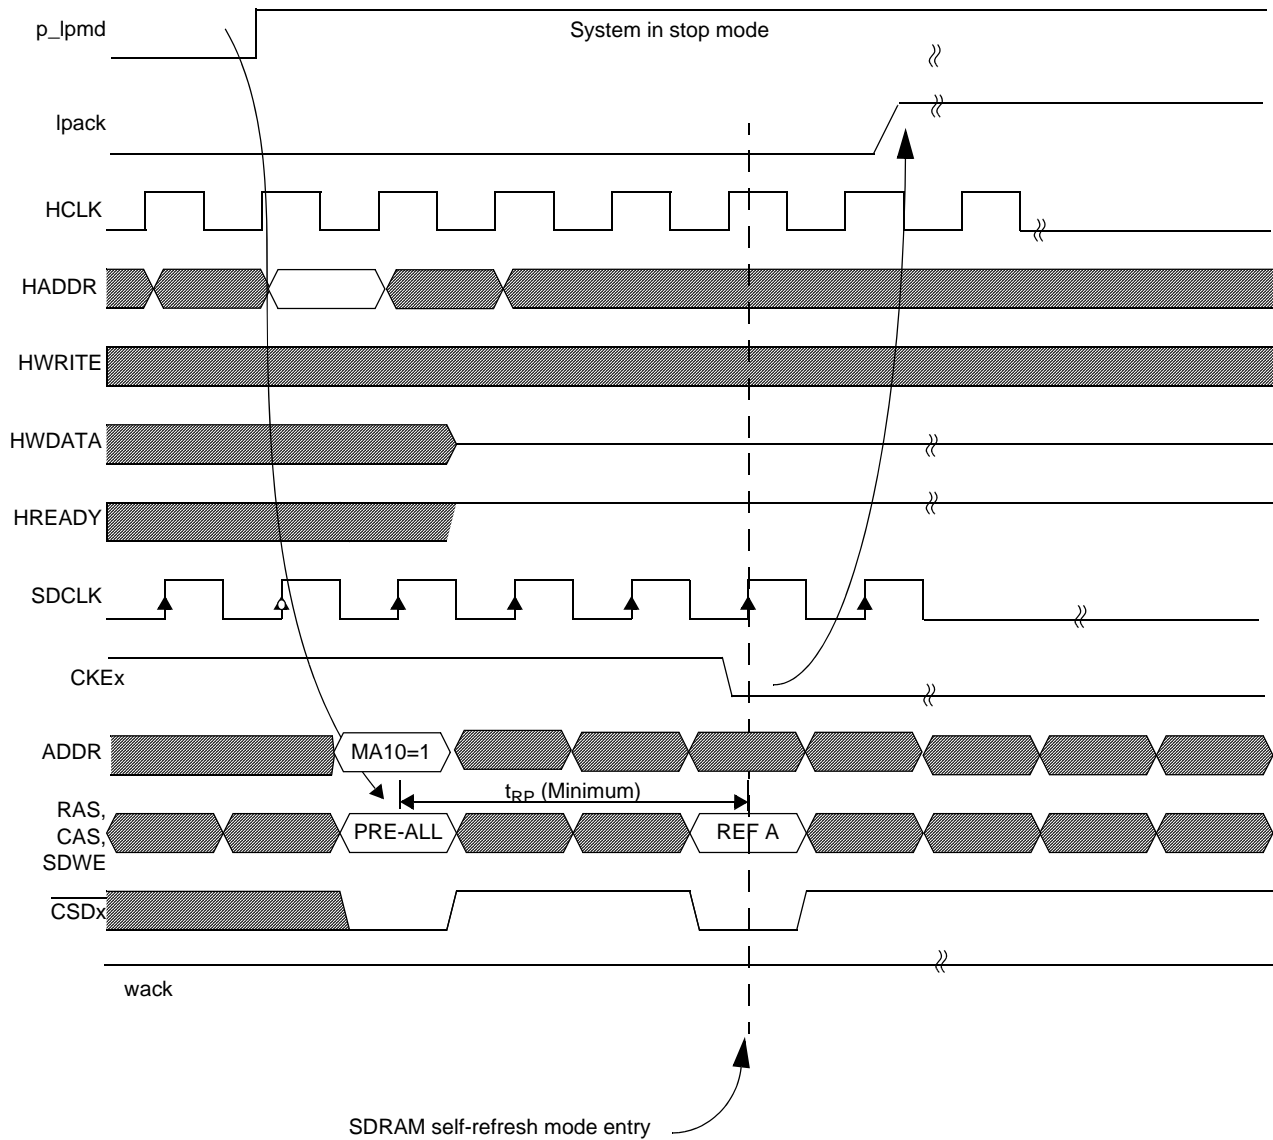 p_lpmd
System in stop mode
lpack
HCLK
HADDR
HWRITE
HWDATA
HREADY
SDCLK
CKEx
ADDR
MA10=1
tRP (Minimum)
RAS,
CAS,
SDWE
PRE-ALL
REF A
CSDx
wack
SDRAM self-refresh mode entry